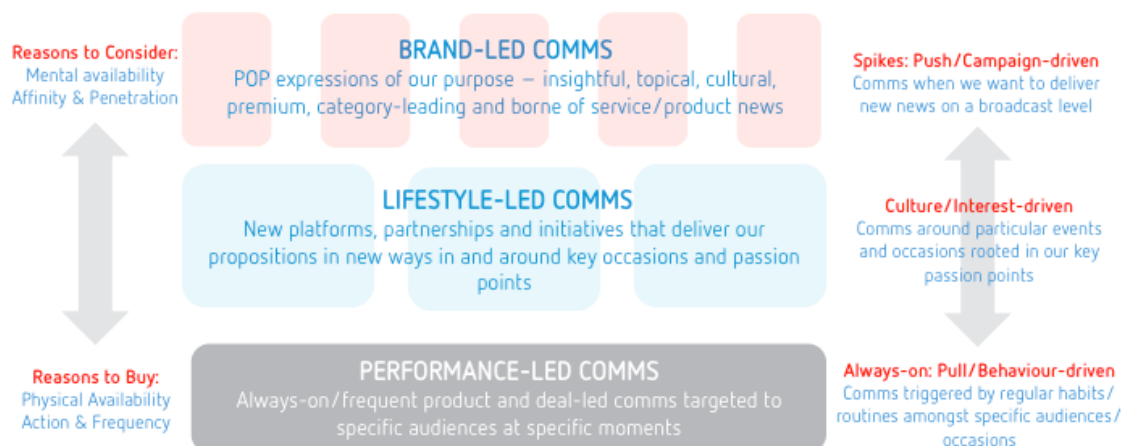 Reasons to Consider:
Mental availability
Affinity & Penetration
BRAND-LED COMMS
POP expressions of our purpose – insightful, topical, cultural,
premium, category-leading and borne of service/product news
Spikes: Push/Campaign-driven
Comms when we want to deliver
new news on a broadcast level
LIFESTYLE-LED COMMS
New platforms, partnerships and initiatives that deliver our
propositions in new ways in and around key occasions and passion
points
Culture/Interest-driven
Comms around particular events
and occasions rooted in our key
passion points
Reasons to Buy:
Physical Availability
Action & Frequency
PERFORMANCE-LED COMMS
Always-on/frequent product and deal-led comms targeted to
specific audiences at specific moments
Always-on: Pull/Behaviour-driven
Comms triggered by regular habits/
routines amongst specific audiences/
occasions